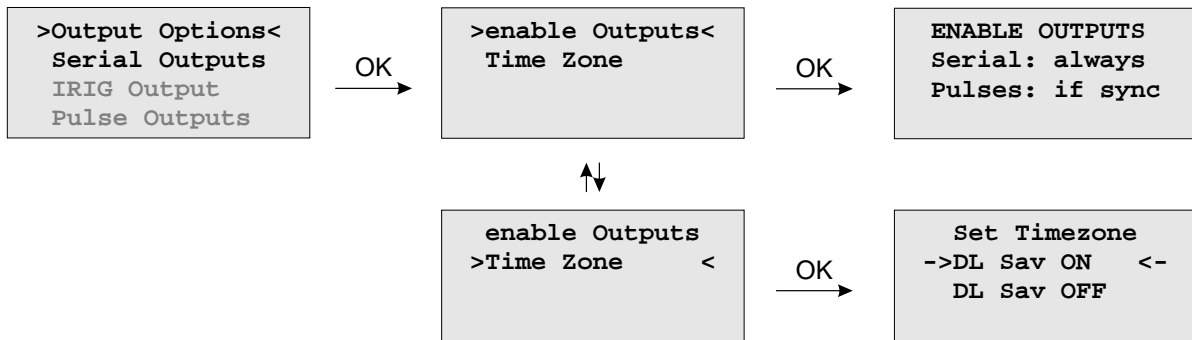 >Output Options<
Serial Outputs
IRIG Output
Pulse Outputs
OK
>enable Outputs<
Time Zone
OK
ENABLE OUTPUTS
Serial: always
Pulses: if sync
enable Outputs
>Time Zone <
OK
Set Timezone
->DL Sav ON <-
DL Sav OFF